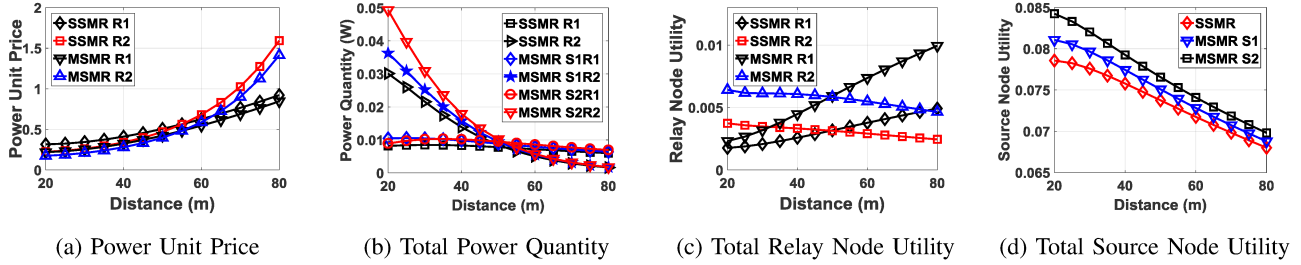 Power Unit Price
2
1.5
1
0.5
0
20
40
60
80
Distance (m)
SSMR R1
SSMR R2
MSMR R1
MSMR R2
(a) Power Unit Price
Power Quantity (W)
0.05
0.04
0.03
0.02
0.01
0
20
40
60
80
Distance (m)
SSMR R1
SSMR R2
MSMR S1R1
MSMR S1R2
MSMR S2R1
MSMR S2R2
(b) Total Power Quantity
Relay Node Utility
0.01
0.005
0
20
40
60
80
Distance (m)
SSMR R1
SSMR R2
MSMR R1
MSMR R2
(c) Total Relay Node Utility
Source Node Utility
0.085
0.08
0.075
0.07
0.065
20
40
60
80
Distance (m)
SSMR
MSMR S1
MSMR S2
(d) Total Source Node Utility